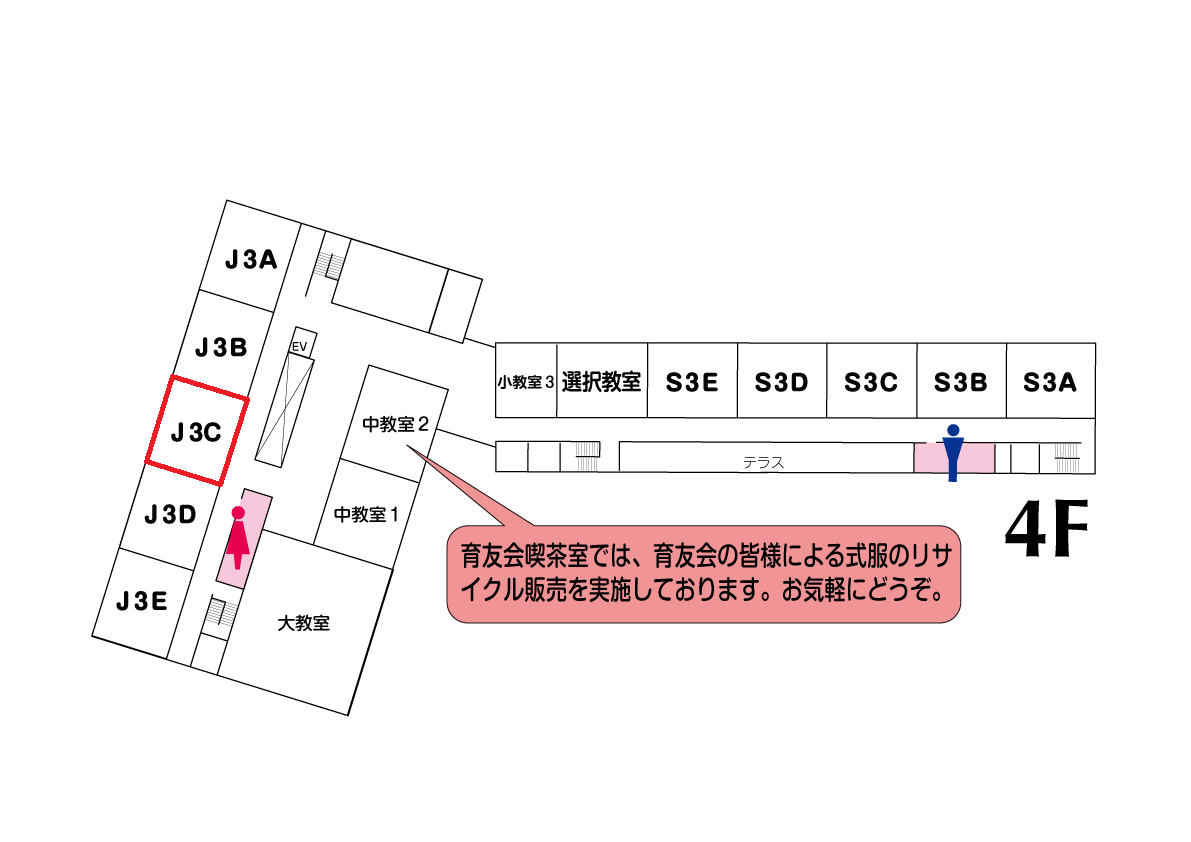 J3A
J3B
EV
J3C
J3D
J3E
小教室3
選択教室
S3E
S3D
S3C
S3B
S3A
中教室2
テラス
中教室1
4F
育友会喫茶室では、育友会の皆様による式服のリサ
イクル販売を実施しております。お気軽にどうぞ。
大教室